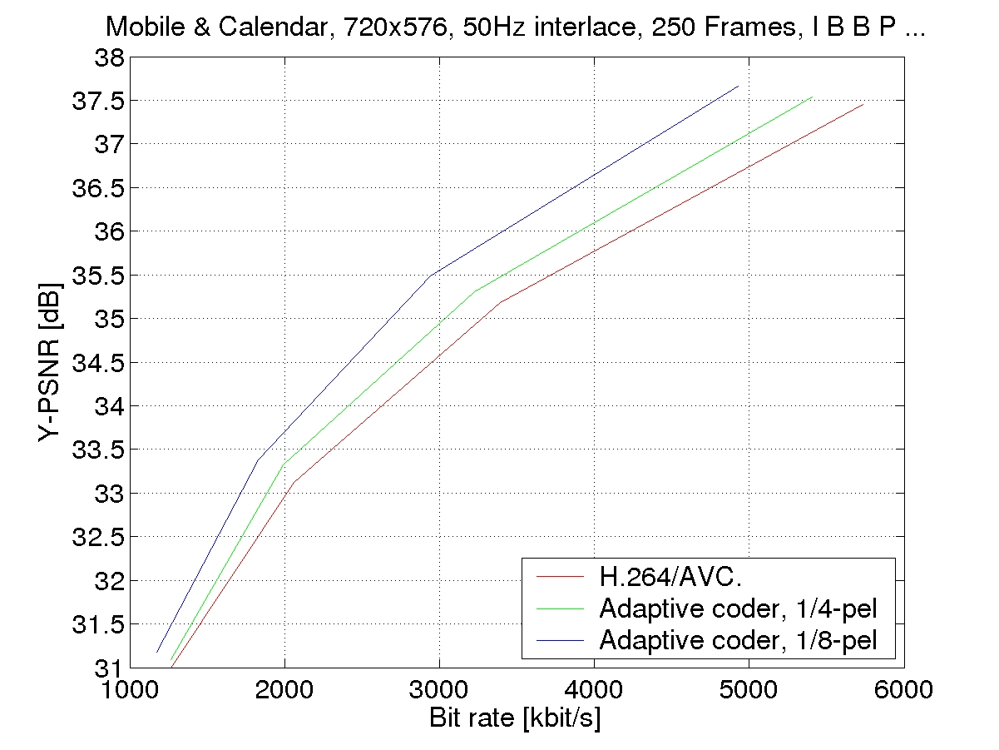 Mobile & Calendar, 720x576, 50Hz interlace, 250 Frames, I B B P ...
38
37.5
37
36.5
36
35.5
35
34.5
34
33.5
33
32.5
32
31.5
31
Y-PSNR [dB]
H.264/AVC.
Adaptive coder, 1/4-pel
Adaptive coder, 1/8-pel
1000 2000 3000 4000 5000 6000
Bit rate [kbit/s]